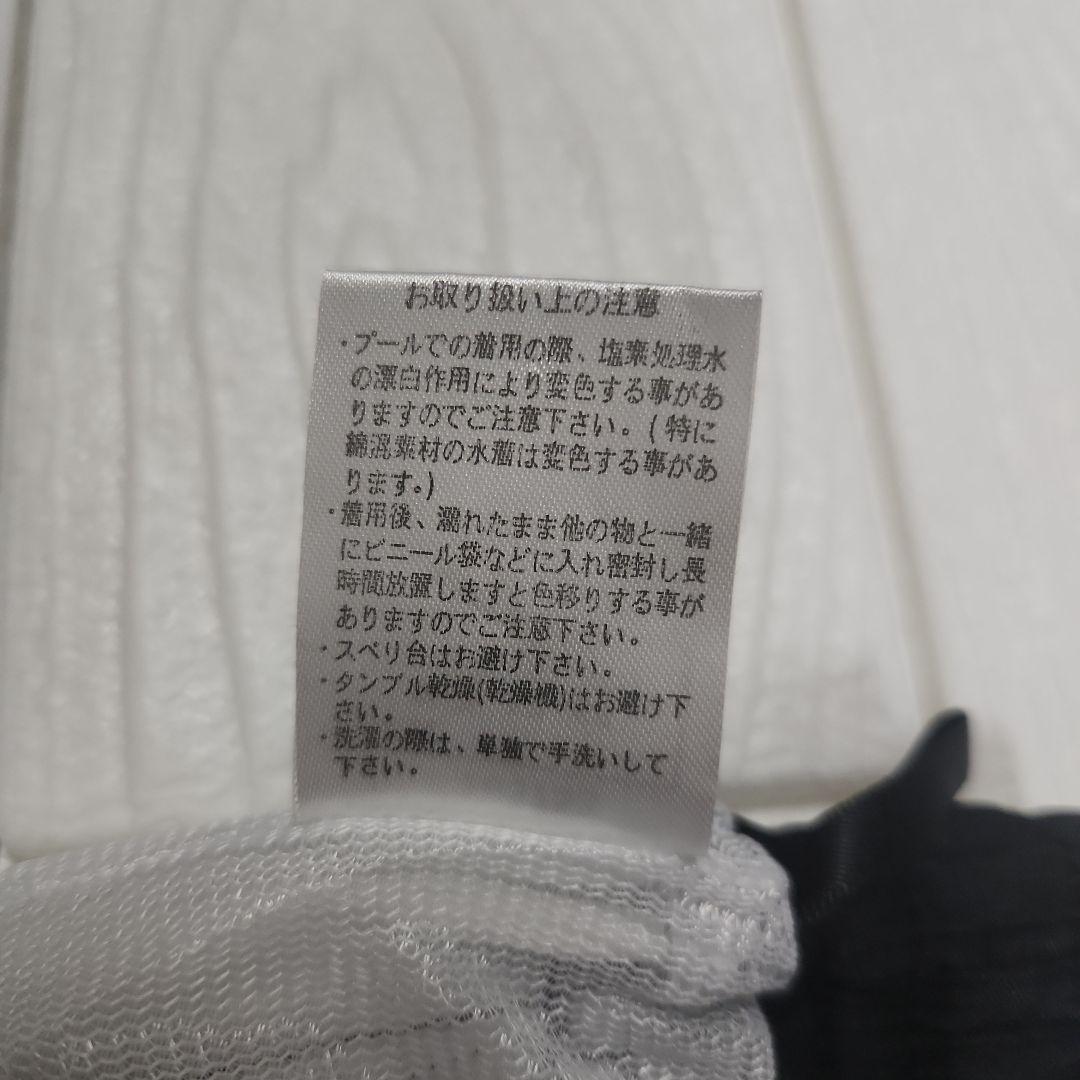 お取り扱い上の注意
・プールでの着用の際、塩素処理水
の漂白作用により変色する事があ
りますのでご注意下さい。(特に
綿混素材の水着は変色する事があ
ります。)
・着用後、濡れたまま他の物と一緒
にビニール袋などに入れ密封し長
時間放置しますと色移りする事が
ありますのでご注意下さい。
・スベリ台はお避け下さい。
・タンブル乾燥(乾燥機)はお避け下
さい。
・洗濯の際は、単独で手洗いして
下さい。